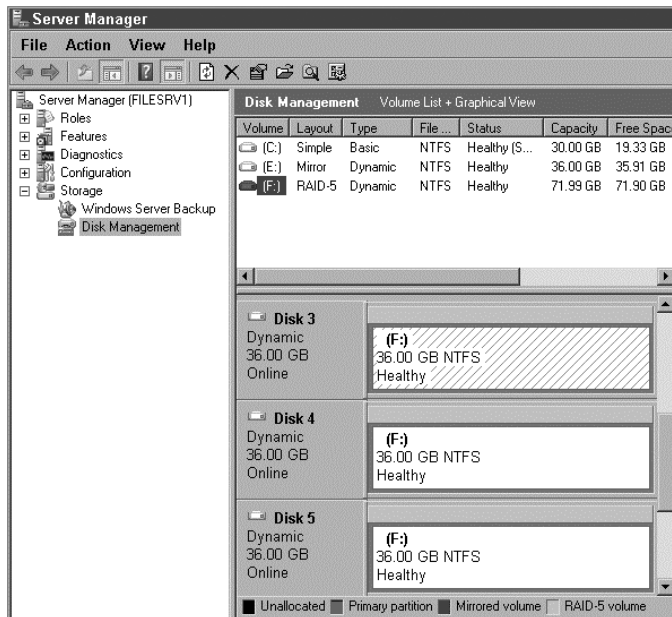 Server Manager
File Action View Help
Server Manager (FILESRV1)
Roles
Features
Diagnostics
Configuration
Storage
Windows Server Backup
Disk Management
Disk Management Volume List + Graphical View
Volume Layout Type File ... Status Capacity Free Spac
(C:) Simple Basic NTFS Healthy (S... 30.00 GB 19.33 GB
(E:) Mirror Dynamic NTFS Healthy 36.00 GB 35.91 GB
(F:) RAID-5 Dynamic NTFS Healthy 71.99 GB 71.90 GB
Disk 3
Dynamic
36.00 GB
Online
(F:)
36.00 GB NTFS
Healthy
Disk 4
Dynamic
36.00 GB
Online
(F:)
36.00 GB NTFS
Healthy
Disk 5
Dynamic
36.00 GB
Online
(F:)
36.00 GB NTFS
Healthy
Unallocated Primary partition Mirrored volume RAID-5 volume